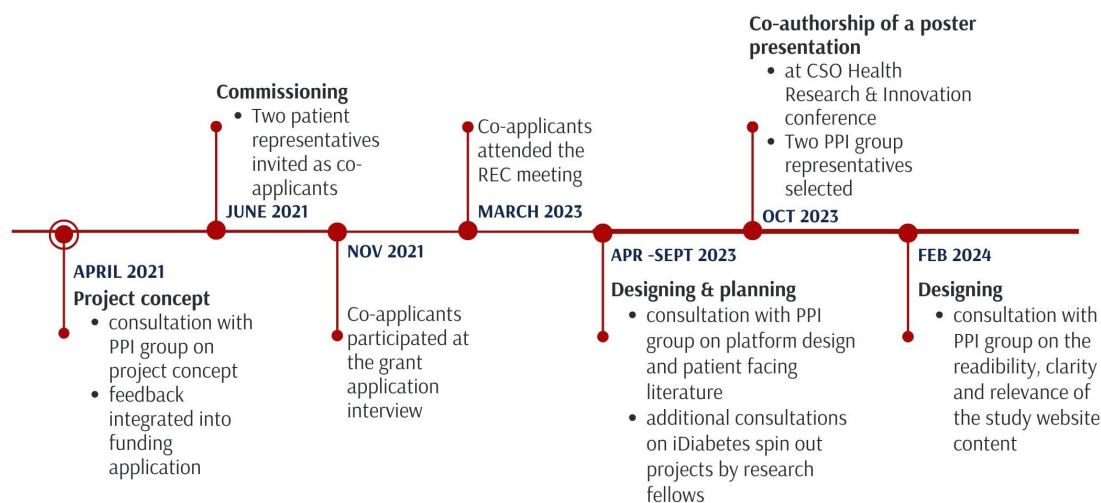 Co-authorship of a poster
presentation
• at CSO Health
Research & Innovation
conference
• Two PPI group
representatives
selected
OCT 2023
Commissioning
• Two patient
representatives
invited as co-
applicants
JUNE 2021
Co-applicants
attended the
REC meeting
MARCH 2023
APRIL 2021
Project concept
• consultation with
PPI group on
project concept
• feedback
integrated into
funding
application
NOV 2021
Co-applicants
participated at
the grant
application
interview
APR -SEPT 2023
Designing & planning
• consultation with PPI
group on platform design
and patient facing
literature
• additional consultations
on iDiabetes spin out
projects by research
fellows
FEB 2024
Designing
• consultation with
PPI group on the
readibility, clarity
and relevance of
the study website
content